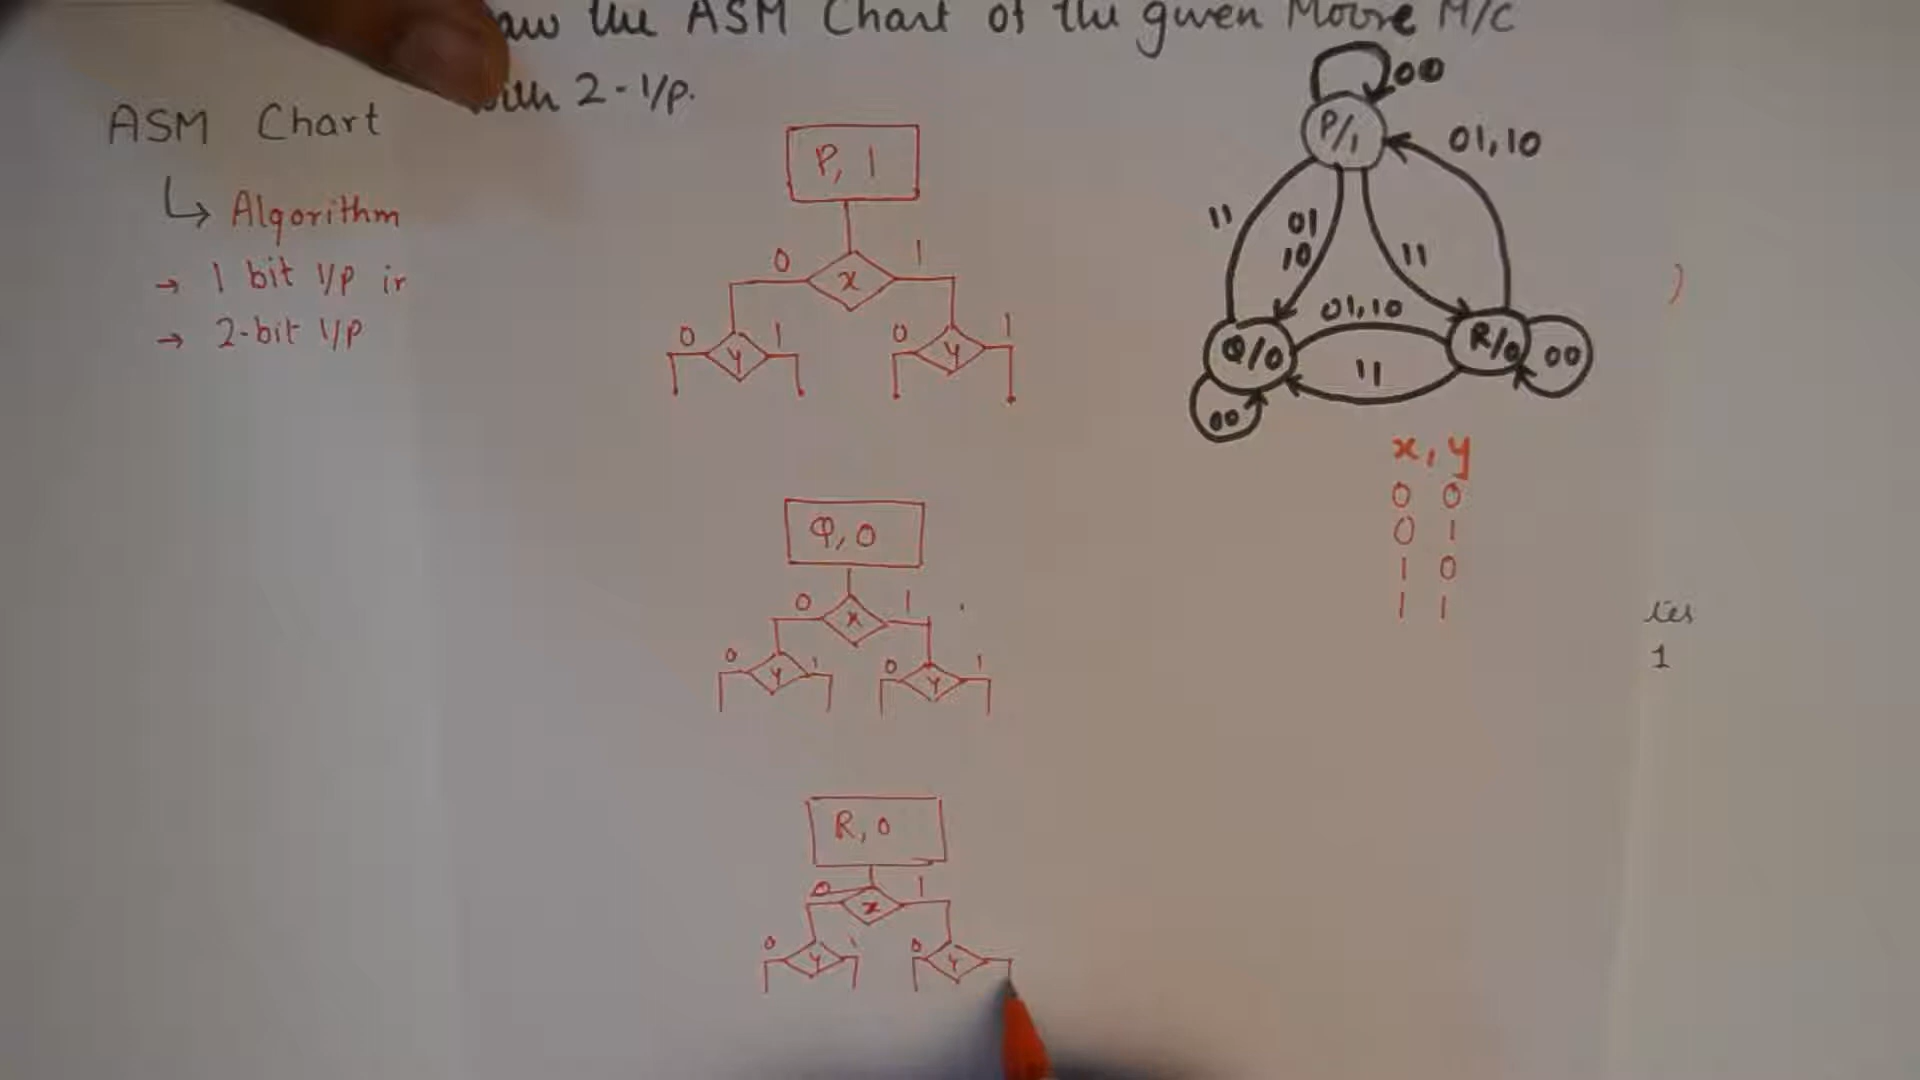 the ASM Chart of the given Moore M/C
with 2-1/p.
ASM Chart
Algorithm
→ 1 bit 1/p ir
→ 2-bit 1/p
P, 1
0 x 1
0 y 1 0 y 1
Q, 0
0 x 1
0 y 1 0 y 1
R, 0
0 x 1
0 y 1 0 y
00
P/1
01,10
11
01
10
11
01,10
Q/0
R/0
00
11
00
x, y
0 0
0 1
1 0
1 1
1